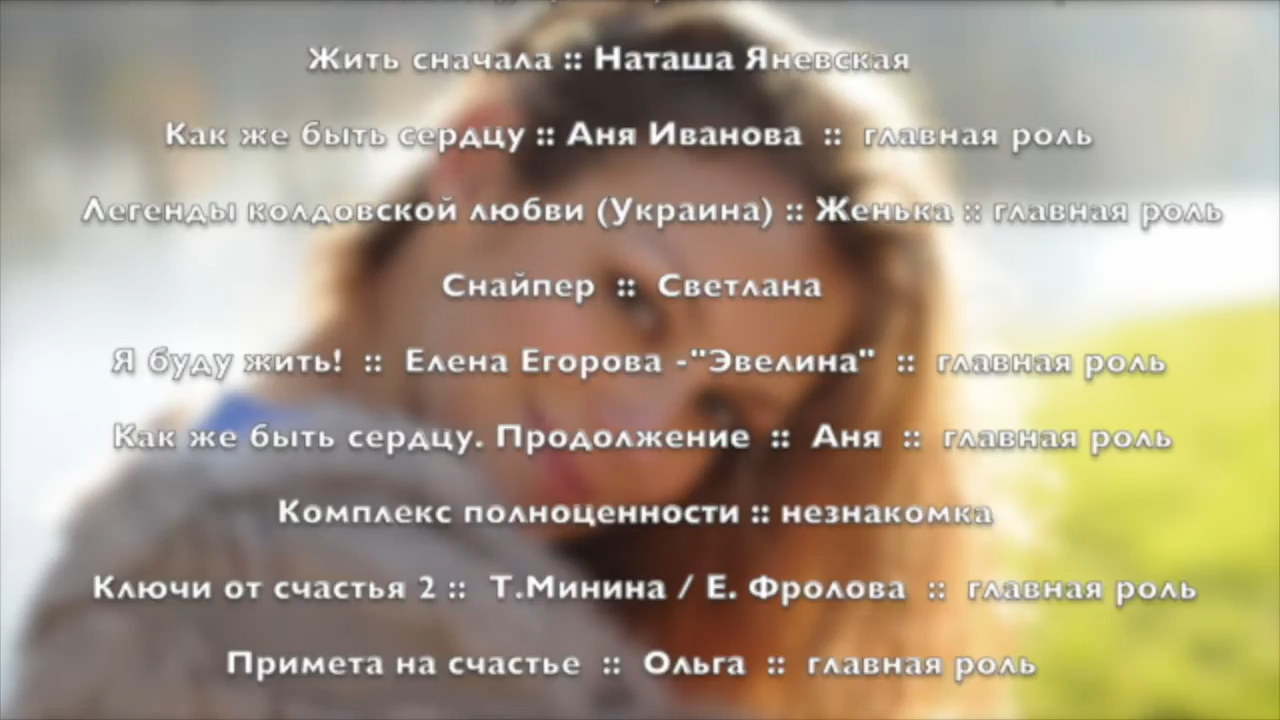 Жить сначала :: Наташа Яневская
Как же быть сердцу :: Аня Иванова :: главная роль
Легенды колдовской любви (Украина) :: Женька :: главная роль
Снайпер :: Светлана
Я буду жить! :: Елена Егорова -"Эвелина" :: главная роль
Как же быть сердцу. Продолжение :: Аня :: главная роль
Комплекс полноценности :: незнакомка
Ключи от счастья 2 :: Т.Минина / Е. Фролова :: главная роль
Примета на счастье :: Ольга :: главная роль